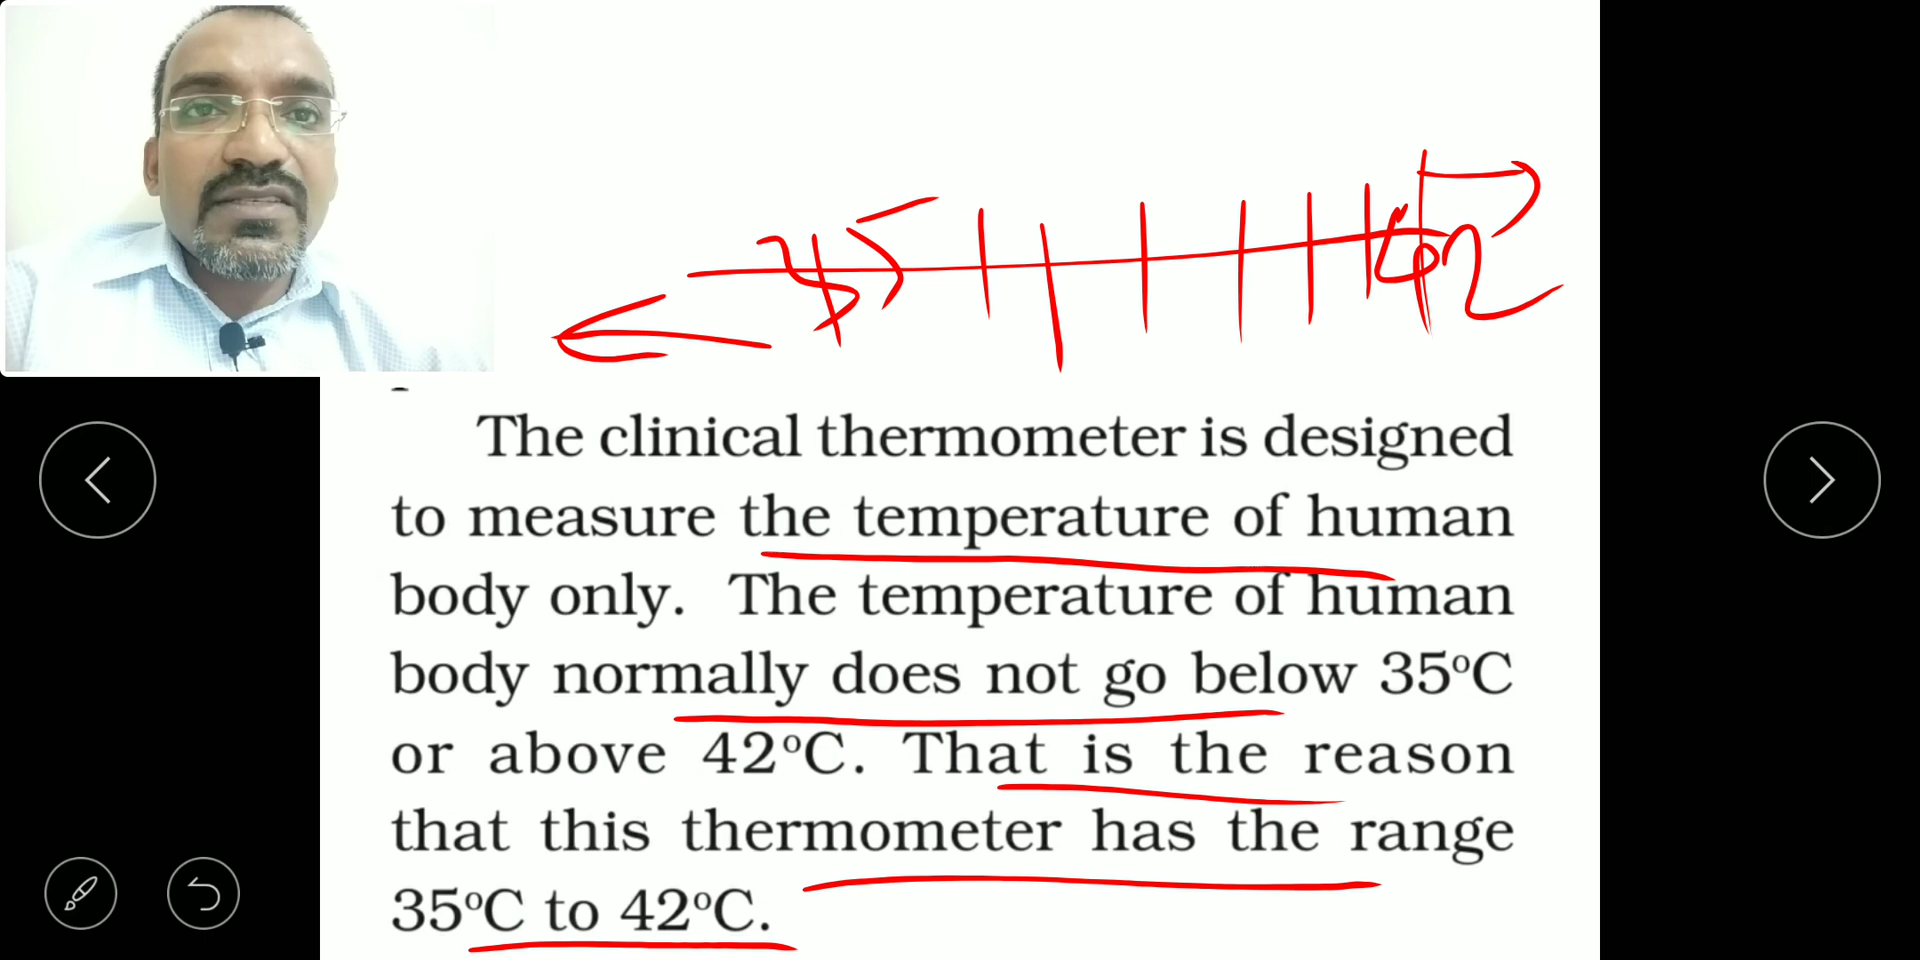 35 42
The clinical thermometer is designed
to measure the temperature of human
body only. The temperature of human
body normally does not go below 35°C
or above 42°C. That is the reason
that this thermometer has the range
35°C to 42°C.